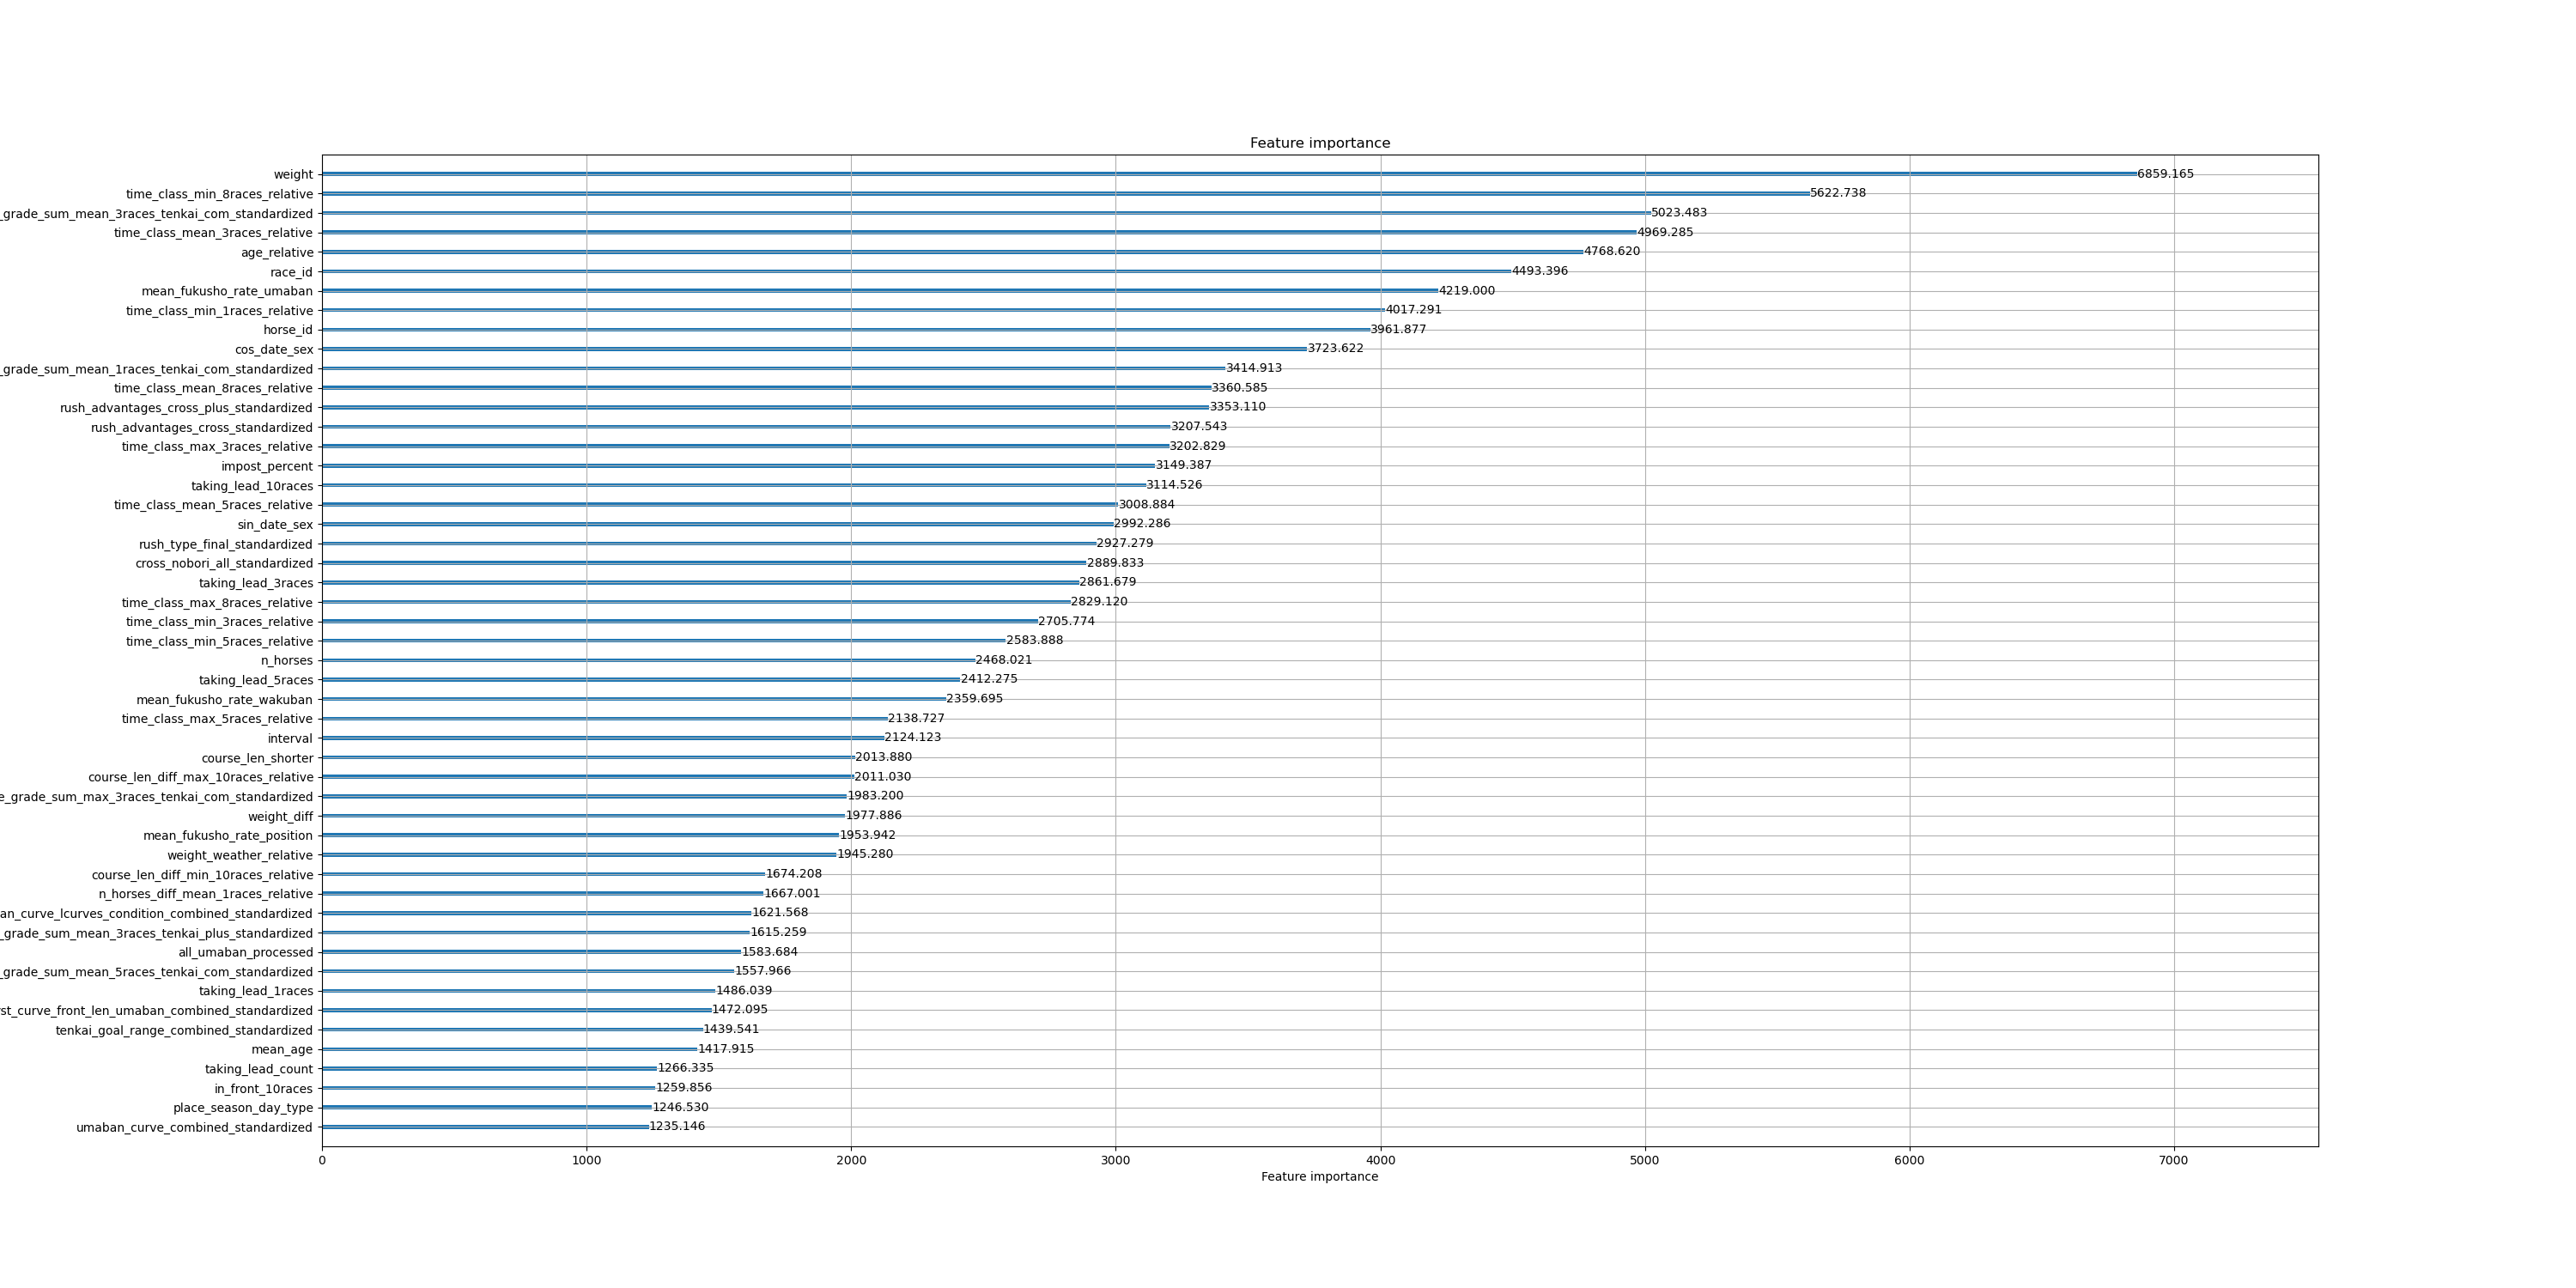 Feature importance
weight 6859.165
time_class_min_8races_relative 5622.738
_grade_sum_mean_3races_tenkai_com_standardized 5023.483
time_class_mean_3races_relative 4969.285
age_relative 4768.620
race_id 4493.396
mean_fukusho_rate_umaban 4219.000
time_class_min_1races_relative 4017.291
horse_id 3961.877
cos_date_sex 3723.622
_grade_sum_mean_1races_tenkai_com_standardized 3414.913
time_class_mean_8races_relative 3360.585
rush_advantages_cross_plus_standardized 3353.110
rush_advantages_cross_standardized 3207.543
time_class_max_3races_relative 3202.829
impost_percent 3149.387
taking_lead_10races 3114.526
time_class_mean_5races_relative 3008.884
sin_date_sex 2992.286
rush_type_final_standardized 2927.279
cross_nobori_all_standardized 2889.833
taking_lead_3races 2861.679
time_class_max_8races_relative 2829.120
time_class_min_3races_relative 2705.774
time_class_min_5races_relative 2583.888
n_horses 2468.021
taking_lead_5races 2412.275
mean_fukusho_rate_wakuban 2359.695
time_class_max_5races_relative 2138.727
interval 2124.123
course_len_shorter 2013.880
course_len_diff_max_10races_relative 2011.030
e_grade_sum_max_3races_tenkai_com_standardized 1983.200
weight_diff 1977.886
mean_fukusho_rate_position 1953.942
weight_weather_relative 1945.280
course_len_diff_min_10races_relative 1674.208
n_horses_diff_mean_1races_relative 1667.001
an_curve_lcurves_condition_combined_standardized 1621.568
_grade_sum_mean_3races_tenkai_plus_standardized 1615.259
all_umaban_processed 1583.684
_grade_sum_mean_5races_tenkai_com_standardized 1557.966
taking_lead_1races 1486.039
st_curve_front_len_umaban_combined_standardized 1472.095
tenkai_goal_range_combined_standardized 1439.541
mean_age 1417.915
taking_lead_count 1266.335
in_front_10races 1259.856
place_season_day_type 1246.530
umaban_curve_combined_standardized 1235.146
0 1000 2000 3000 4000 5000 6000 7000
Feature importance